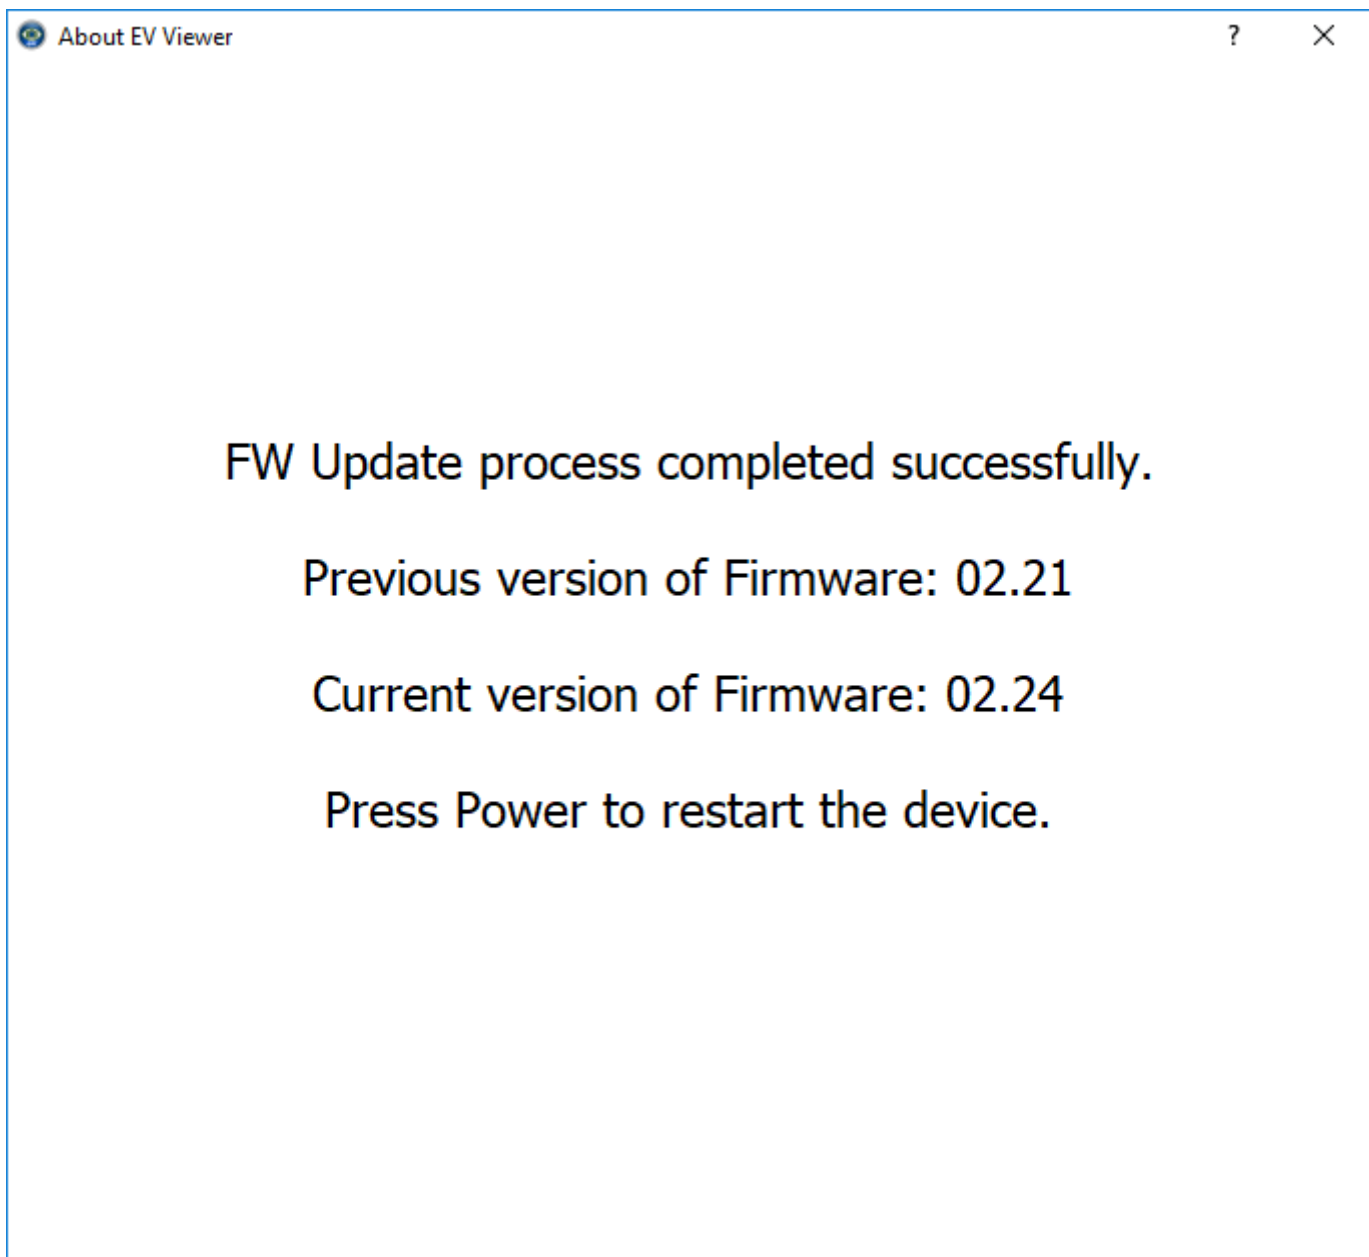 About EV Viewer
FW Update process completed successfully.
Previous version of Firmware: 02.21
Current version of Firmware: 02.24
Press Power to restart the device.